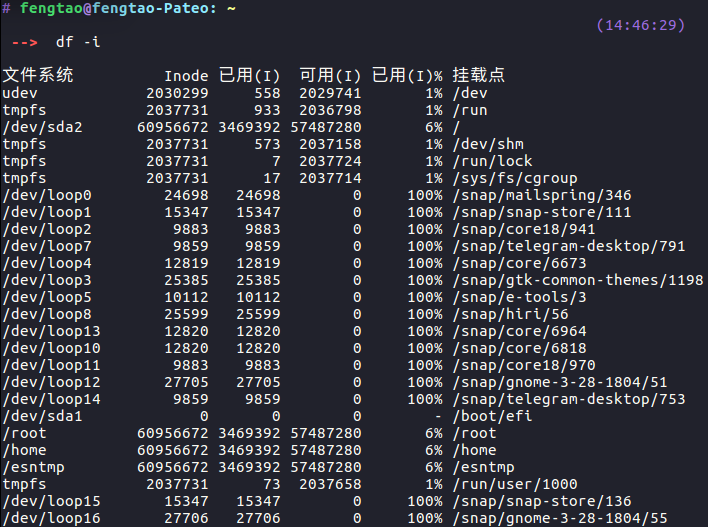 # fengtao@fengtao-Pateo: ~
(14:46:29)
--> df -i
文件系统 Inode 已用(I) 可用(I) 已用(I)% 挂载点
udev 2030299 558 2029741 1% /dev
tmpfs 2037731 933 2036798 1% /run
/dev/sda2 60956672 3469392 57487280 6% /
tmpfs 2037731 573 2037158 1% /dev/shm
tmpfs 2037731 7 2037724 1% /run/lock
tmpfs 2037731 17 2037714 1% /sys/fs/cgroup
/dev/loop0 24698 24698 0 100% /snap/mailspring/346
/dev/loop1 15347 15347 0 100% /snap/snap-store/111
/dev/loop2 9883 9883 0 100% /snap/core18/941
/dev/loop7 9859 9859 0 100% /snap/telegram-desktop/791
/dev/loop4 12819 12819 0 100% /snap/core/6673
/dev/loop3 25385 25385 0 100% /snap/gtk-common-themes/1198
/dev/loop5 10112 10112 0 100% /snap/e-tools/3
/dev/loop8 25599 25599 0 100% /snap/hiri/56
/dev/loop13 12820 12820 0 100% /snap/core/6964
/dev/loop10 12820 12820 0 100% /snap/core/6818
/dev/loop11 9883 9883 0 100% /snap/core18/970
/dev/loop12 27705 27705 0 100% /snap/gnome-3-28-1804/51
/dev/loop14 9859 9859 0 100% /snap/telegram-desktop/753
/dev/sda1 0 0 0 - /boot/efi
/root 60956672 3469392 57487280 6% /root
/home 60956672 3469392 57487280 6% /home
/esntmp 60956672 3469392 57487280 6% /esntmp
tmpfs 2037731 73 2037658 1% /run/user/1000
/dev/loop15 15347 15347 0 100% /snap/snap-store/136
/dev/loop16 27706 27706 0 100% /snap/gnome-3-28-1804/55